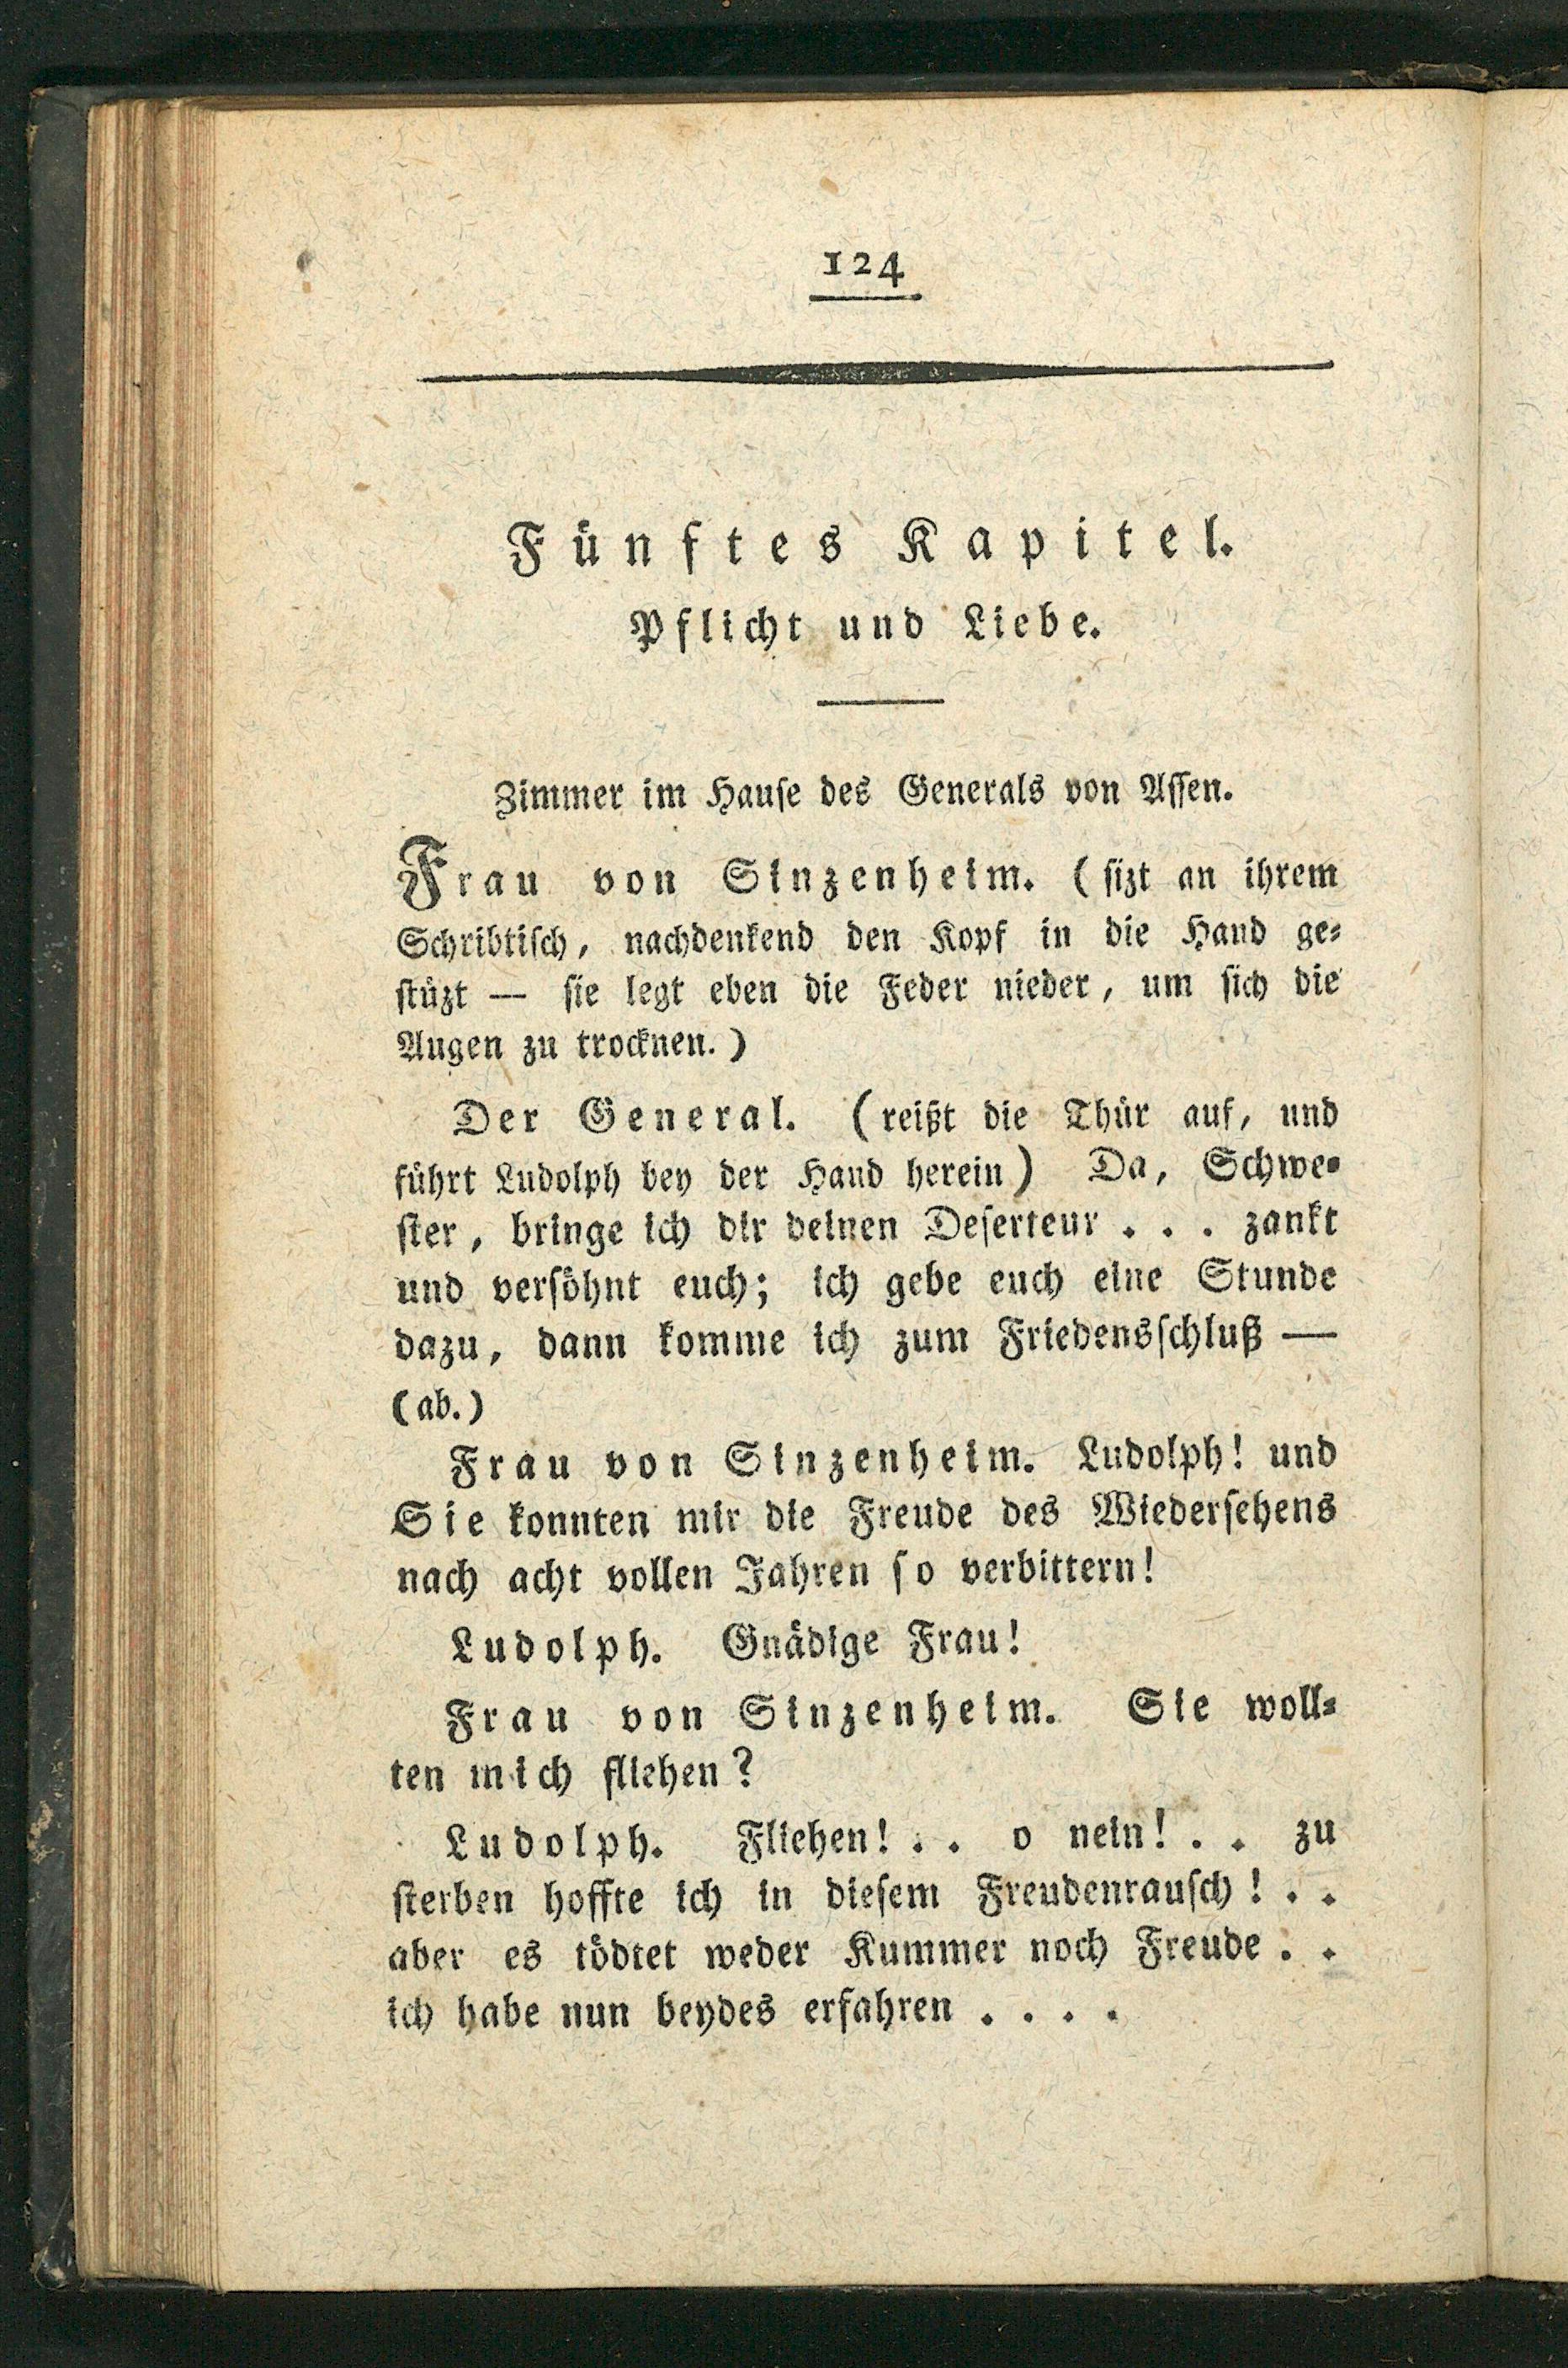 124
Fünftes Kapitel.
Pflicht und Liebe.
Zimmer im Hause des Generals von Assen.
Frau von Sinzenheim. (sizt an ihrem
Schribtisch, nachdenkend den Kopf in die Hand ge-
stüzt — sie legt eben die Feder nieder, um sich die
Augen zu trocknen.)
Der General. (reißt die Thür auf, und
führt Ludolph bey der Hand herein) Da, Schwe-
ster, bringe ich dir deinen Deserteur . . . zankt
und versöhnt euch; ich gebe euch eine Stunde
dazu, dann komme ich zum Friedensschluß —
(ab.)
Frau von Sinzenheim. Ludolph! und
Sie konnten mir die Freude des Wiedersehens
nach acht vollen Jahren so verbittern!
Ludolph. Gnädige Frau!
Frau von Sinzenheim. Sie woll-
ten mich fliehen?
Ludolph. Fliehen! . . o nein! . . zu
sterben hoffte ich in diesem Freudenrausch! . .
aber es tödtet weder Kummer noch Freude . .
ich habe nun beydes erfahren . . . .